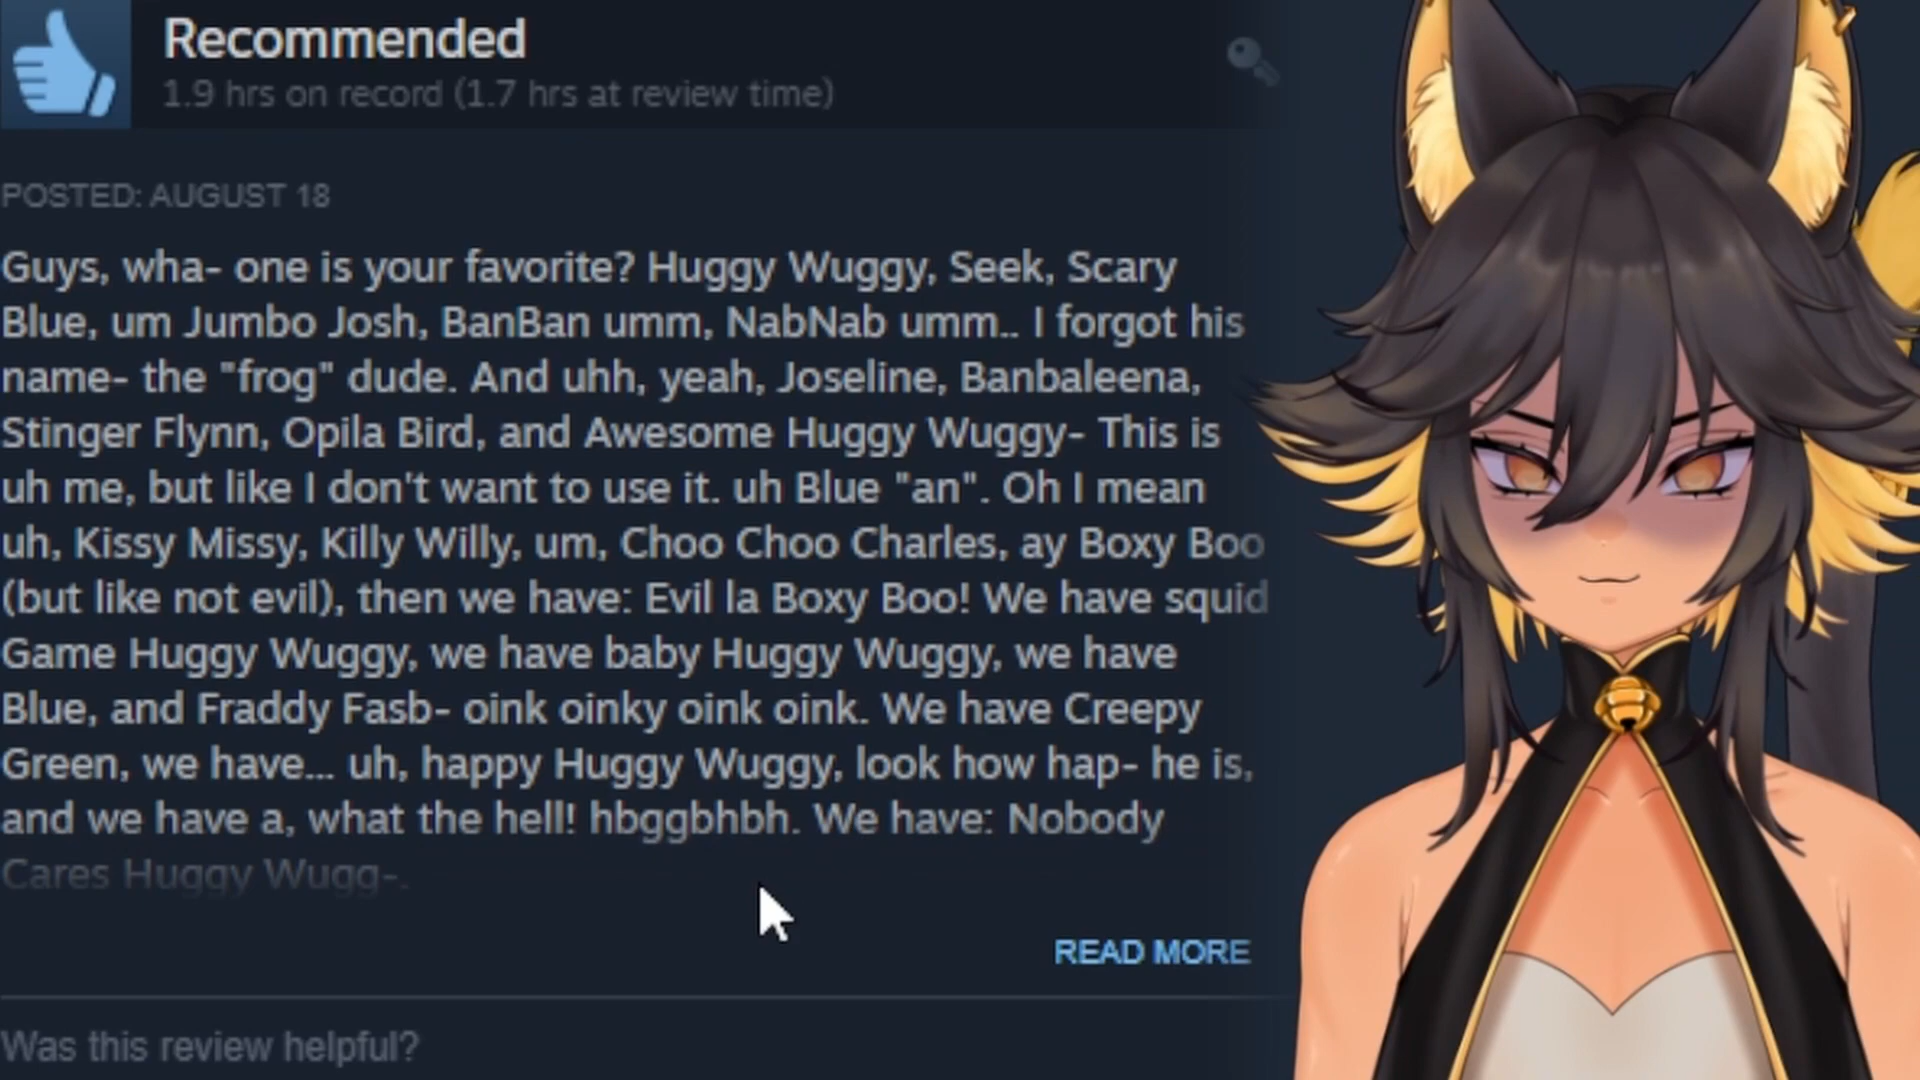 Recommended
1.9 hrs on record (1.7 hrs at review time)
POSTED: AUGUST 18
Guys, wha- one is your favorite? Huggy Wuggy, Seek, Scary
Blue, um Jumbo Josh, BanBan umm, NabNab umm.. I forgot his
name- the "frog" dude. And uhh, yeah, Joseline, Banbaleena,
Stinger Flynn, Opila Bird, and Awesome Huggy Wuggy- This is
uh me, but like I don't want to use it. uh Blue "an". Oh I mean
uh, Kissy Missy, Killy Willy, um, Choo Choo Charles, ay Boxy Boo
(but like not evil), then we have: Evil la Boxy Boo! We have squid
Game Huggy Wuggy, we have baby Huggy Wuggy, we have
Blue, and Fraddy Fasb- oink oinky oink oink. We have Creepy
Green, we have... uh, happy Huggy Wuggy, look how hap- he is,
and we have a, what the hell! hbggbhbh. We have: Nobody
Cares Huggy Wugg-.
READ MORE
Was this review helpful?